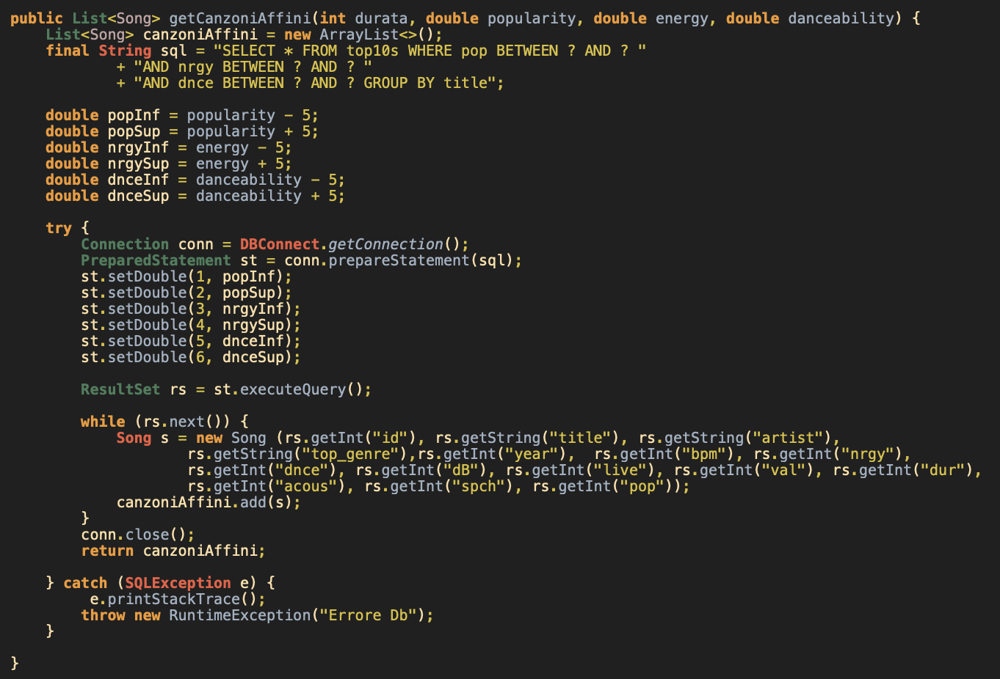 public List<Song> getCanzoniAffini(int durata, double popularity, double energy, double danceability) {
    List<Song> canzoniAffini = new ArrayList<>();
    final String sql = "SELECT * FROM top10s WHERE pop BETWEEN ? AND ? "
            + "AND nrgy BETWEEN ? AND ? "
            + "AND dnce BETWEEN ? AND ? GROUP BY title";

    double popInf = popularity - 5;
    double popSup = popularity + 5;
    double nrgyInf = energy - 5;
    double nrgySup = energy + 5;
    double dnceInf = danceability - 5;
    double dnceSup = danceability + 5;

    try {
        Connection conn = DBConnect.getConnection();
        PreparedStatement st = conn.prepareStatement(sql);
        st.setDouble(1, popInf);
        st.setDouble(2, popSup);
        st.setDouble(3, nrgyInf);
        st.setDouble(4, nrgySup);
        st.setDouble(5, dnceInf);
        st.setDouble(6, dnceSup);

        ResultSet rs = st.executeQuery();

        while (rs.next()) {
            Song s = new Song (rs.getInt("id"), rs.getString("title"), rs.getString("artist"),
                    rs.getString("top_genre"),rs.getInt("year"),  rs.getInt("bpm"), rs.getInt("nrgy"),
                    rs.getInt("dnce"), rs.getInt("dB"), rs.getInt("live"), rs.getInt("val"), rs.getInt("dur"),
                    rs.getInt("acous"), rs.getInt("spch"), rs.getInt("pop"));
            canzoniAffini.add(s);
        }
        conn.close();
        return canzoniAffini;

    } catch (SQLException e) {
         e.printStackTrace();
        throw new RuntimeException("Errore Db");
    }

}